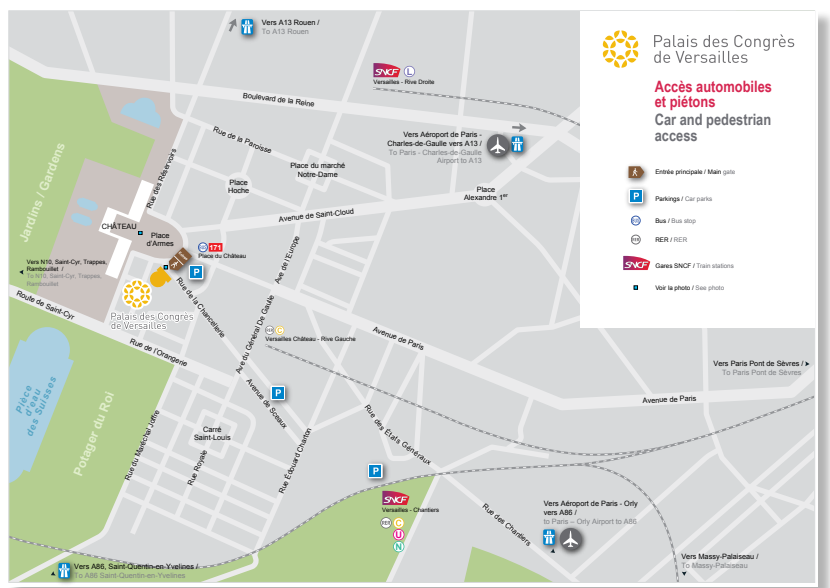 Vers A13 Rouen /
To A13 Rouen
SNCF L
Versailles - Rive Droite
Boulevard de la Reine
Rue de la Paroisse
Vers Aéroport de Paris -
Charles-de-Gaulle vers A13 /
To Paris - Charles-de-Gaulle
Airport to A13
Place du marché
Notre-Dame
Place
Hoche
Place
Alexandre 1er
Rue des Réservoirs
Avenue de Saint-Cloud
Jardins / Gardens
CHÂTEAU
Place
d'Armes
BUS 171
Place du Château
P
Ave de l'Europe
Vers N10, Saint-Cyr, Trappes,
Rambouillet /
To N10, Saint-Cyr, Trappes,
Rambouillet
Palais des Congrès
de Versailles
Rue de la Chancellerie
Route de Saint-Cyr
Rue de l'Orangerie
Ave du Général De Gaulle
RER C
Versailles Château - Rive Gauche
Avenue de Paris
Vers Paris Pont de Sèvres /
To Paris Pont de Sèvres
Avenue de Paris
P
Avenue de Sceaux
Pièce
d'eau
des Suisses
Potager du Roi
Carré
Saint-Louis
Rue du Maréchal Joffre
Rue Royale
Rue Édouard Charton
Rue des États Généraux
P
SNCF
Versailles - Chantiers
RER C
U
N
Rue des Chantiers
Vers Aéroport de Paris - Orly
vers A86 /
to Paris – Orly Airport to A86
Vers Massy-Palaiseau /
To Massy-Palaiseau
Vers A86, Saint-Quentin-en-Yvelines /
To A86 Saint-Quentin-en-Yvelines
Palais des Congrès
de Versailles
Accès automobiles
et piétons
Car and pedestrian
access
Entrée principale / Main gate
P Parkings / Car parks
BUS Bus / Bus stop
RER RER / RER
SNCF Gares SNCF / Train stations
Voir la photo / See photo